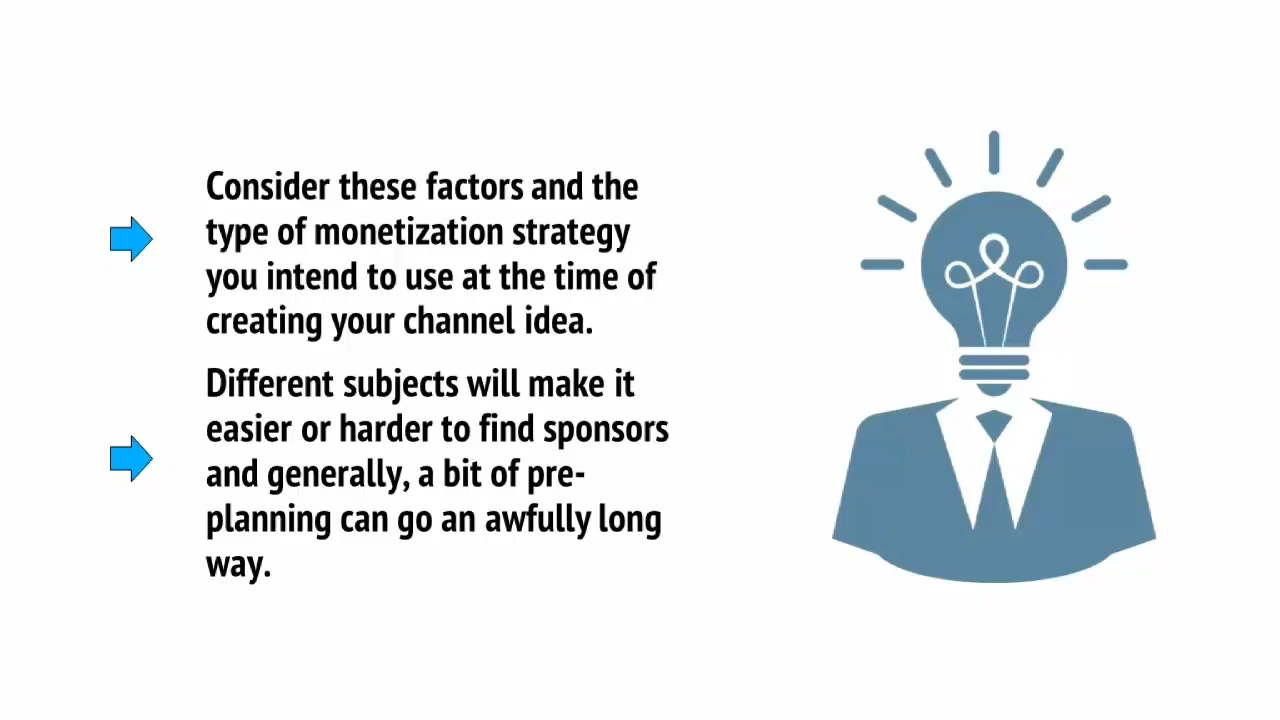 Consider these factors and the
type of monetization strategy
you intend to use at the time of
creating your channel idea.
Different subjects will make it
easier or harder to find sponsors
and generally, a bit of pre-
planning can go an awfully long
way.